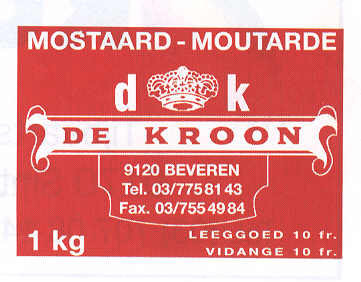 MOSTAARD - MOUTARDE
d k
DE KROON
9120 BEVEREN
Tel. 03/775 81 43
Fax. 03/755 49 84
1 kg
LEEGGOED 10 fr.
VIDANGE 10 fr.